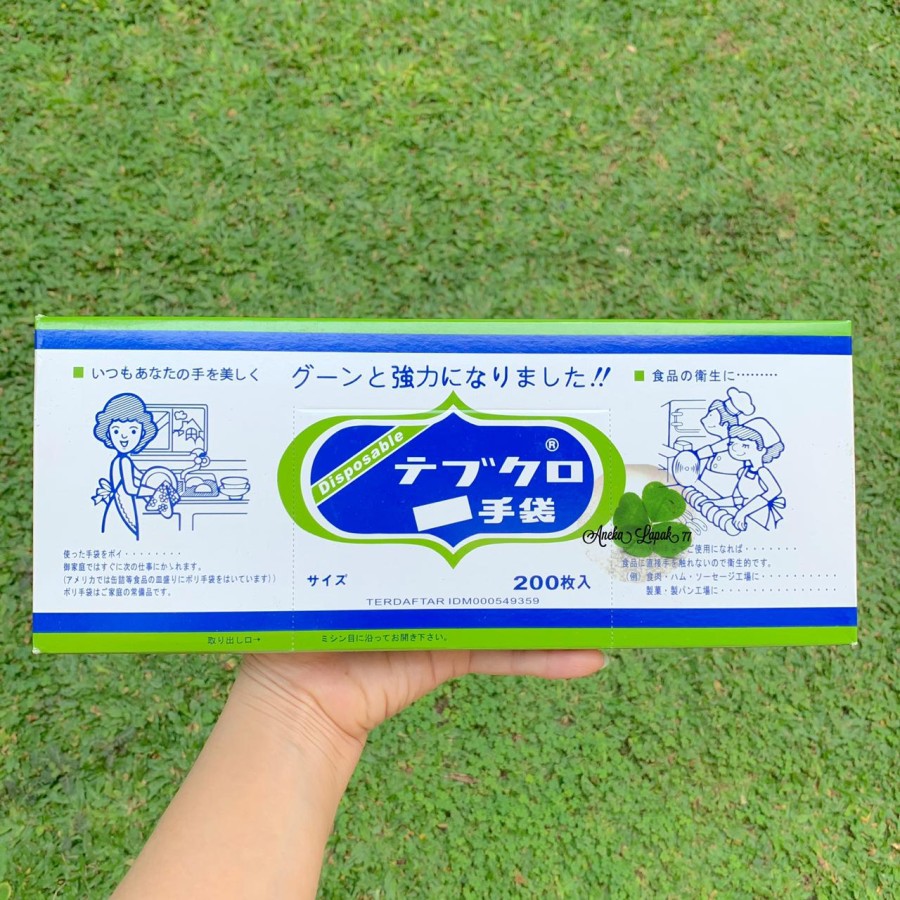 ■ いつもあなたの手を美しく
グーンと強力になりました!!
■ 食品の衛生に・・・・・・・・・
Disposable
テブクロ®
手袋
Aneka Lapak 77
使った手袋をポイ・・・・・・・・
御家庭ではすぐに次の仕事にかゝれます。
(アメリカでは缶詰等食品の皿盛りにポリ手袋をはいています))
ポリ手袋はご家庭の常備品です。
サイズ
200枚入
TERDAFTAR IDM000549359
ご使用になれば・・・・・・・
食品に直接手を触れないので衛生的です。
(例) 食肉・ハム・ソーセージ工場に・・・・・・・・・
製菓・製パン工場に・・・・・・・・・・・・・
取り出し口→
ミシン目に沿ってお開き下さい。